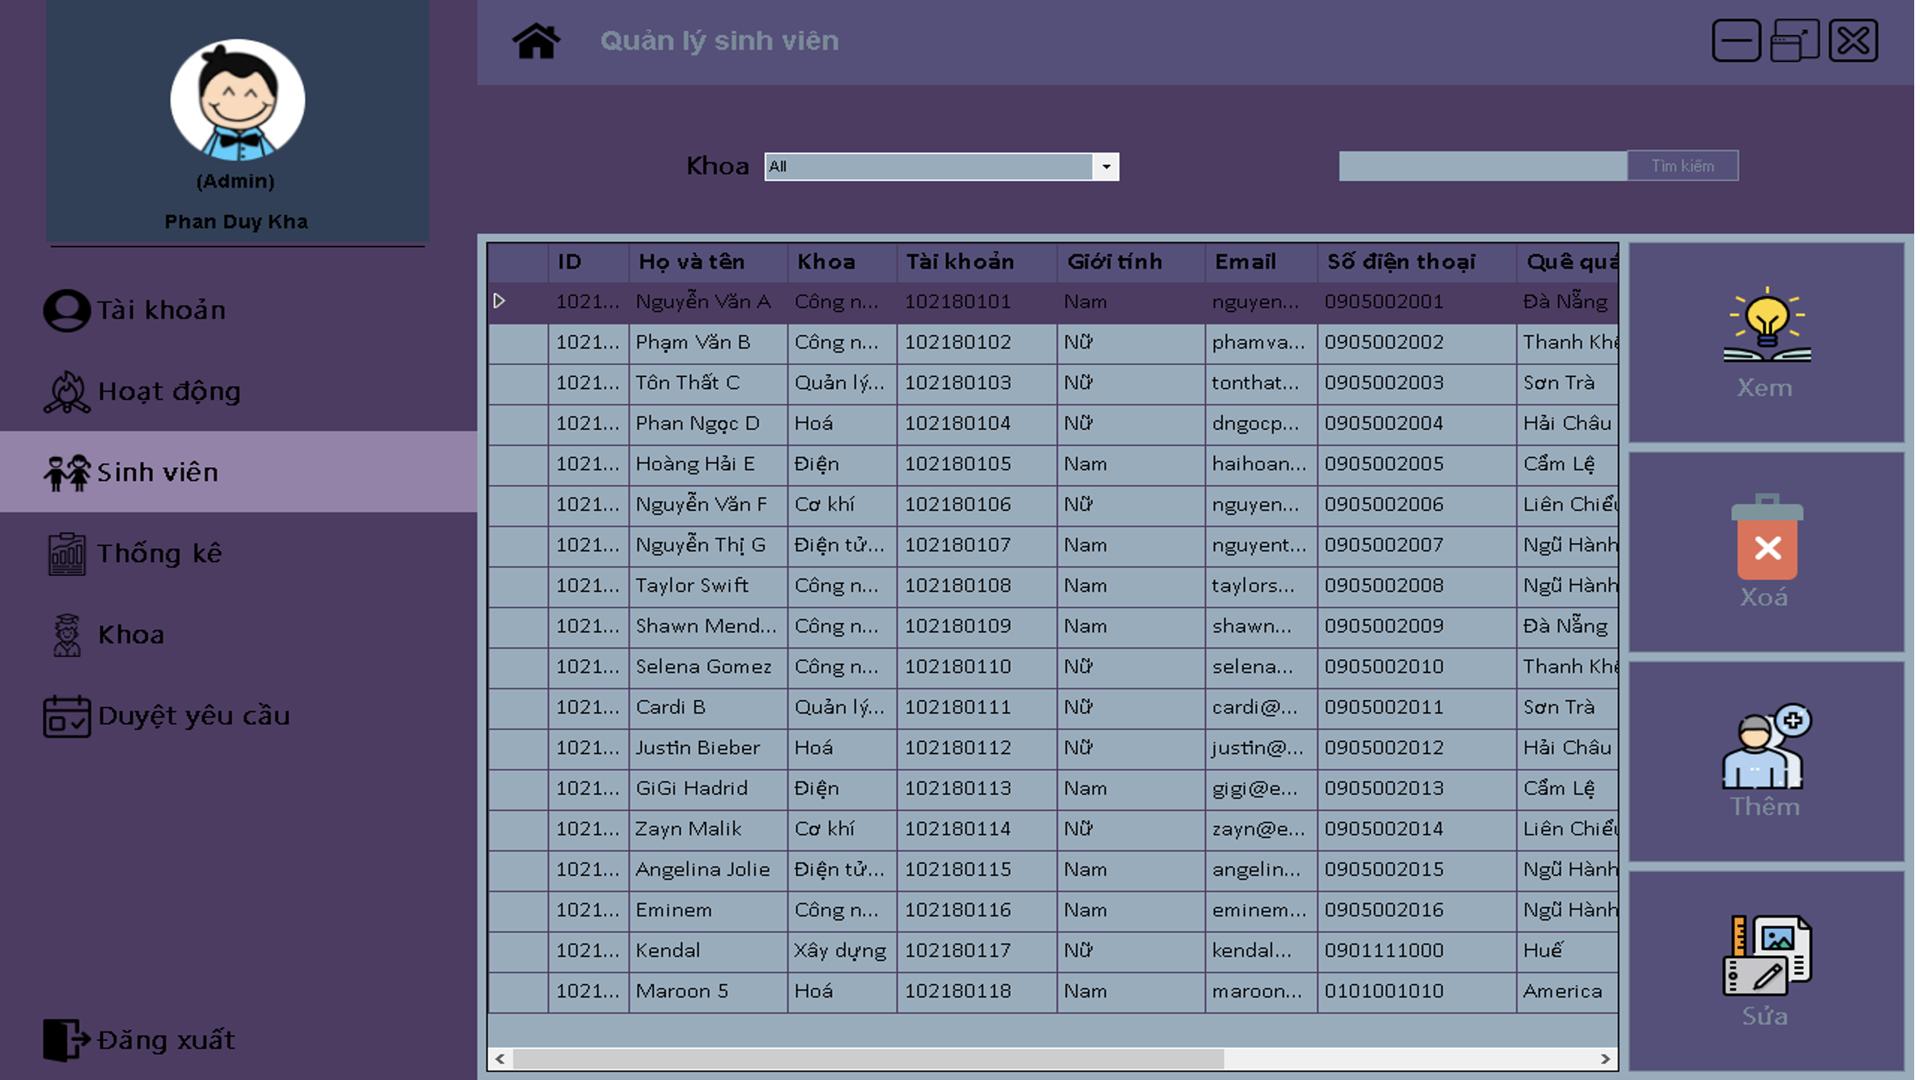 (Admin)
Phan Duy Kha
Tài khoản
Hoạt động
Sinh viên
Thống kê
Khoa
Duyệt yêu cầu
Đăng xuất
Quản lý sinh viên
Khoa All Tìm kiếm
ID Họ và tên Khoa Tài khoản Giới tính Email Số điện thoại Quê quá
1021... Nguyễn Văn A Công n... 102180101 Nam nguyen... 0905002001 Đà Nẵng
1021... Phạm Văn B Công n... 102180102 Nữ phamva... 0905002002 Thanh Khê
1021... Tôn Thất C Quản lý... 102180103 Nữ tonthat... 0905002003 Sơn Trà
1021... Phan Ngọc D Hoá 102180104 Nữ dngocp... 0905002004 Hải Châu
1021... Hoàng Hải E Điện 102180105 Nam haihoan... 0905002005 Cẩm Lệ
1021... Nguyễn Văn F Cơ khí 102180106 Nữ nguyen... 0905002006 Liên Chiểu
1021... Nguyễn Thị G Điện tử... 102180107 Nam nguyent... 0905002007 Ngũ Hành
1021... Taylor Swift Công n... 102180108 Nam taylors... 0905002008 Ngũ Hành
1021... Shawn Mend... Công n... 102180109 Nam shawn... 0905002009 Đà Nẵng
1021... Selena Gomez Công n... 102180110 Nữ selena... 0905002010 Thanh Khê
1021... Cardi B Quản lý... 102180111 Nữ cardi@... 0905002011 Sơn Trà
1021... Justin Bieber Hoá 102180112 Nữ justin@... 0905002012 Hải Châu
1021... GiGi Hadrid Điện 102180113 Nam gigi@e... 0905002013 Cẩm Lệ
1021... Zayn Malik Cơ khí 102180114 Nữ zayn@e... 0905002014 Liên Chiểu
1021... Angelina Jolie Điện tử... 102180115 Nam angelin... 0905002015 Ngũ Hành
1021... Eminem Công n... 102180116 Nam eminem... 0905002016 Ngũ Hành
1021... Kendal Xây dựng 102180117 Nữ kendal... 0901111000 Huế
1021... Maroon 5 Hoá 102180118 Nam maroon... 0101001010 America
Xem
Xoá
Thêm
Sửa